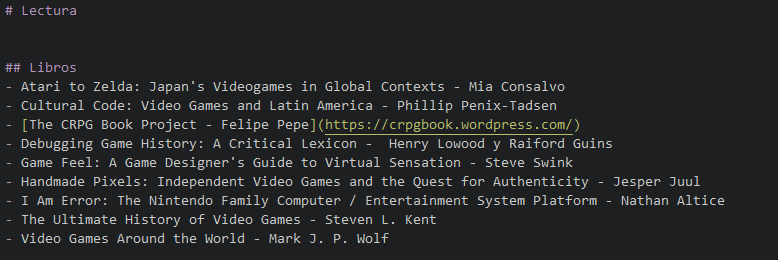 # Lectura
## Libros
- Atari to Zelda: Japan's Videogames in Global Contexts - Mia Consalvo
- Cultural Code: Video Games and Latin America - Phillip Penix-Tadsen
- [The CRPG Book Project - Felipe Pepe](https://crpgbook.wordpress.com/)
- Debugging Game History: A Critical Lexicon -  Henry Lowood y Raiford Guins
- Game Feel: A Game Designer's Guide to Virtual Sensation - Steve Swink
- Handmade Pixels: Independent Video Games and the Quest for Authenticity - Jesper Juul
- I Am Error: The Nintendo Family Computer / Entertainment System Platform - Nathan Altice
- The Ultimate History of Video Games - Steven L. Kent
- Video Games Around the World - Mark J. P. Wolf